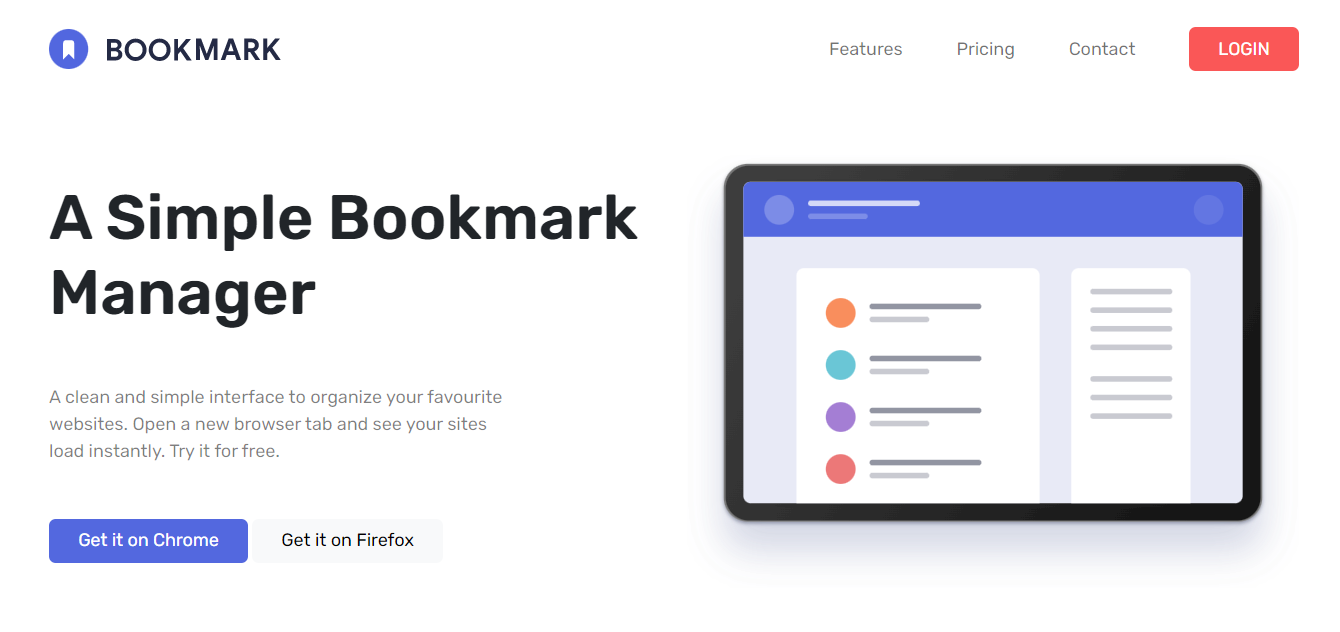 BOOKMARK
Features
Pricing
Contact
LOGIN
A Simple Bookmark
Manager
A clean and simple interface to organize your favourite
websites. Open a new browser tab and see your sites
load instantly. Try it for free.
Get it on Chrome
Get it on Firefox